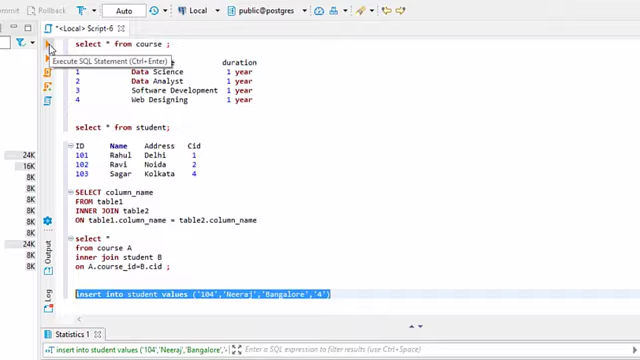 Rollback
Auto
Local
public@postgres
*<Local> Script-6
select * from course ;
Execute SQL Statement (Ctrl+Enter)
duration
1 Data Science 1 year
2 Data Analyst 1 year
3 Software Development 1 year
4 Web Designing 1 year
select * from student;
ID Name Address Cid
101 Rahul Delhi 1
102 Ravi Noida 2
103 Sagar Kolkata 4
24K
16K
8K
8K
8K
8K
8K
24K
8K
8K
8K
SELECT column_name
FROM table1
INNER JOIN table2
ON table1.column_name = table2.column_name
select *
from course A
inner join student B
on A.course_id=B.cid ;
insert into student values ('104','Neeraj','Bangalore','4')
Output
Log
Statistics 1
insert into student values ('104','Neeraj','Bangalore',
Enter a SQL expression to filter results (use Ctrl+Space)